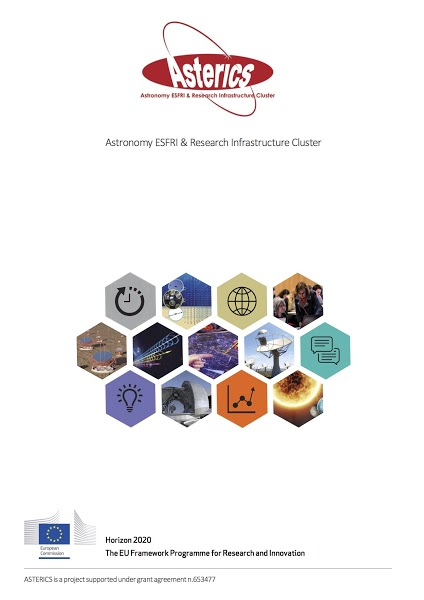 Asterics
Astronomy ESFRI & Research Infrastructure Cluster
Astronomy ESFRI & Research Infrastructure Cluster
European
Commission
Horizon 2020
The EU Framework Programme for Research and Innovation
ASTERICS is a project supported under grant agreement n.653477